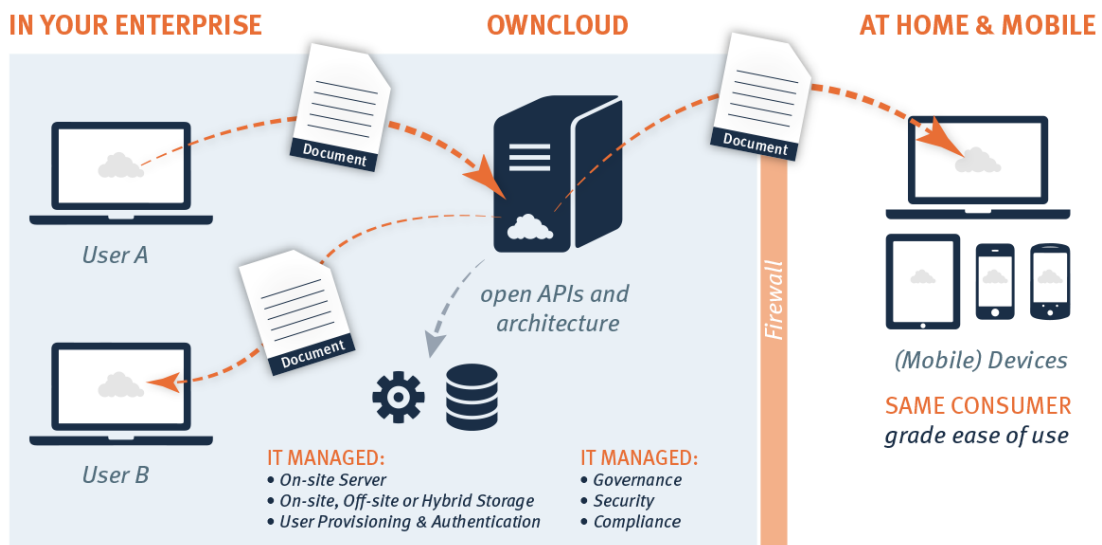 IN YOUR ENTERPRISE
OWNCLOUD
AT HOME & MOBILE
Document
Document
User A
open APIs and
architecture
Firewall
Document
(Mobile) Devices
SAME CONSUMER
grade ease of use
User B
IT MANAGED:
• On-site Server
• On-site, Off-site or Hybrid Storage
• User Provisioning & Authentication
IT MANAGED:
• Governance
• Security
• Compliance